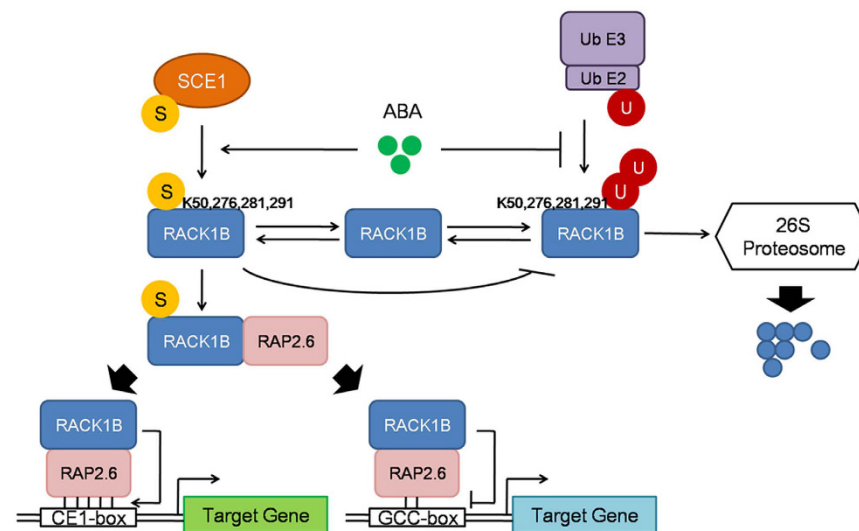 Ub E3
SCE1
Ub E2
S
ABA
U
S
U
K50,276,281,291
K50,276,281,291
U
RACK1B
RACK1B
RACK1B
26S
Proteosome
S
RACK1B
RAP2.6
RACK1B
RACK1B
RAP2.6
RAP2.6
CE1-box
Target Gene
GCC-box
Target Gene